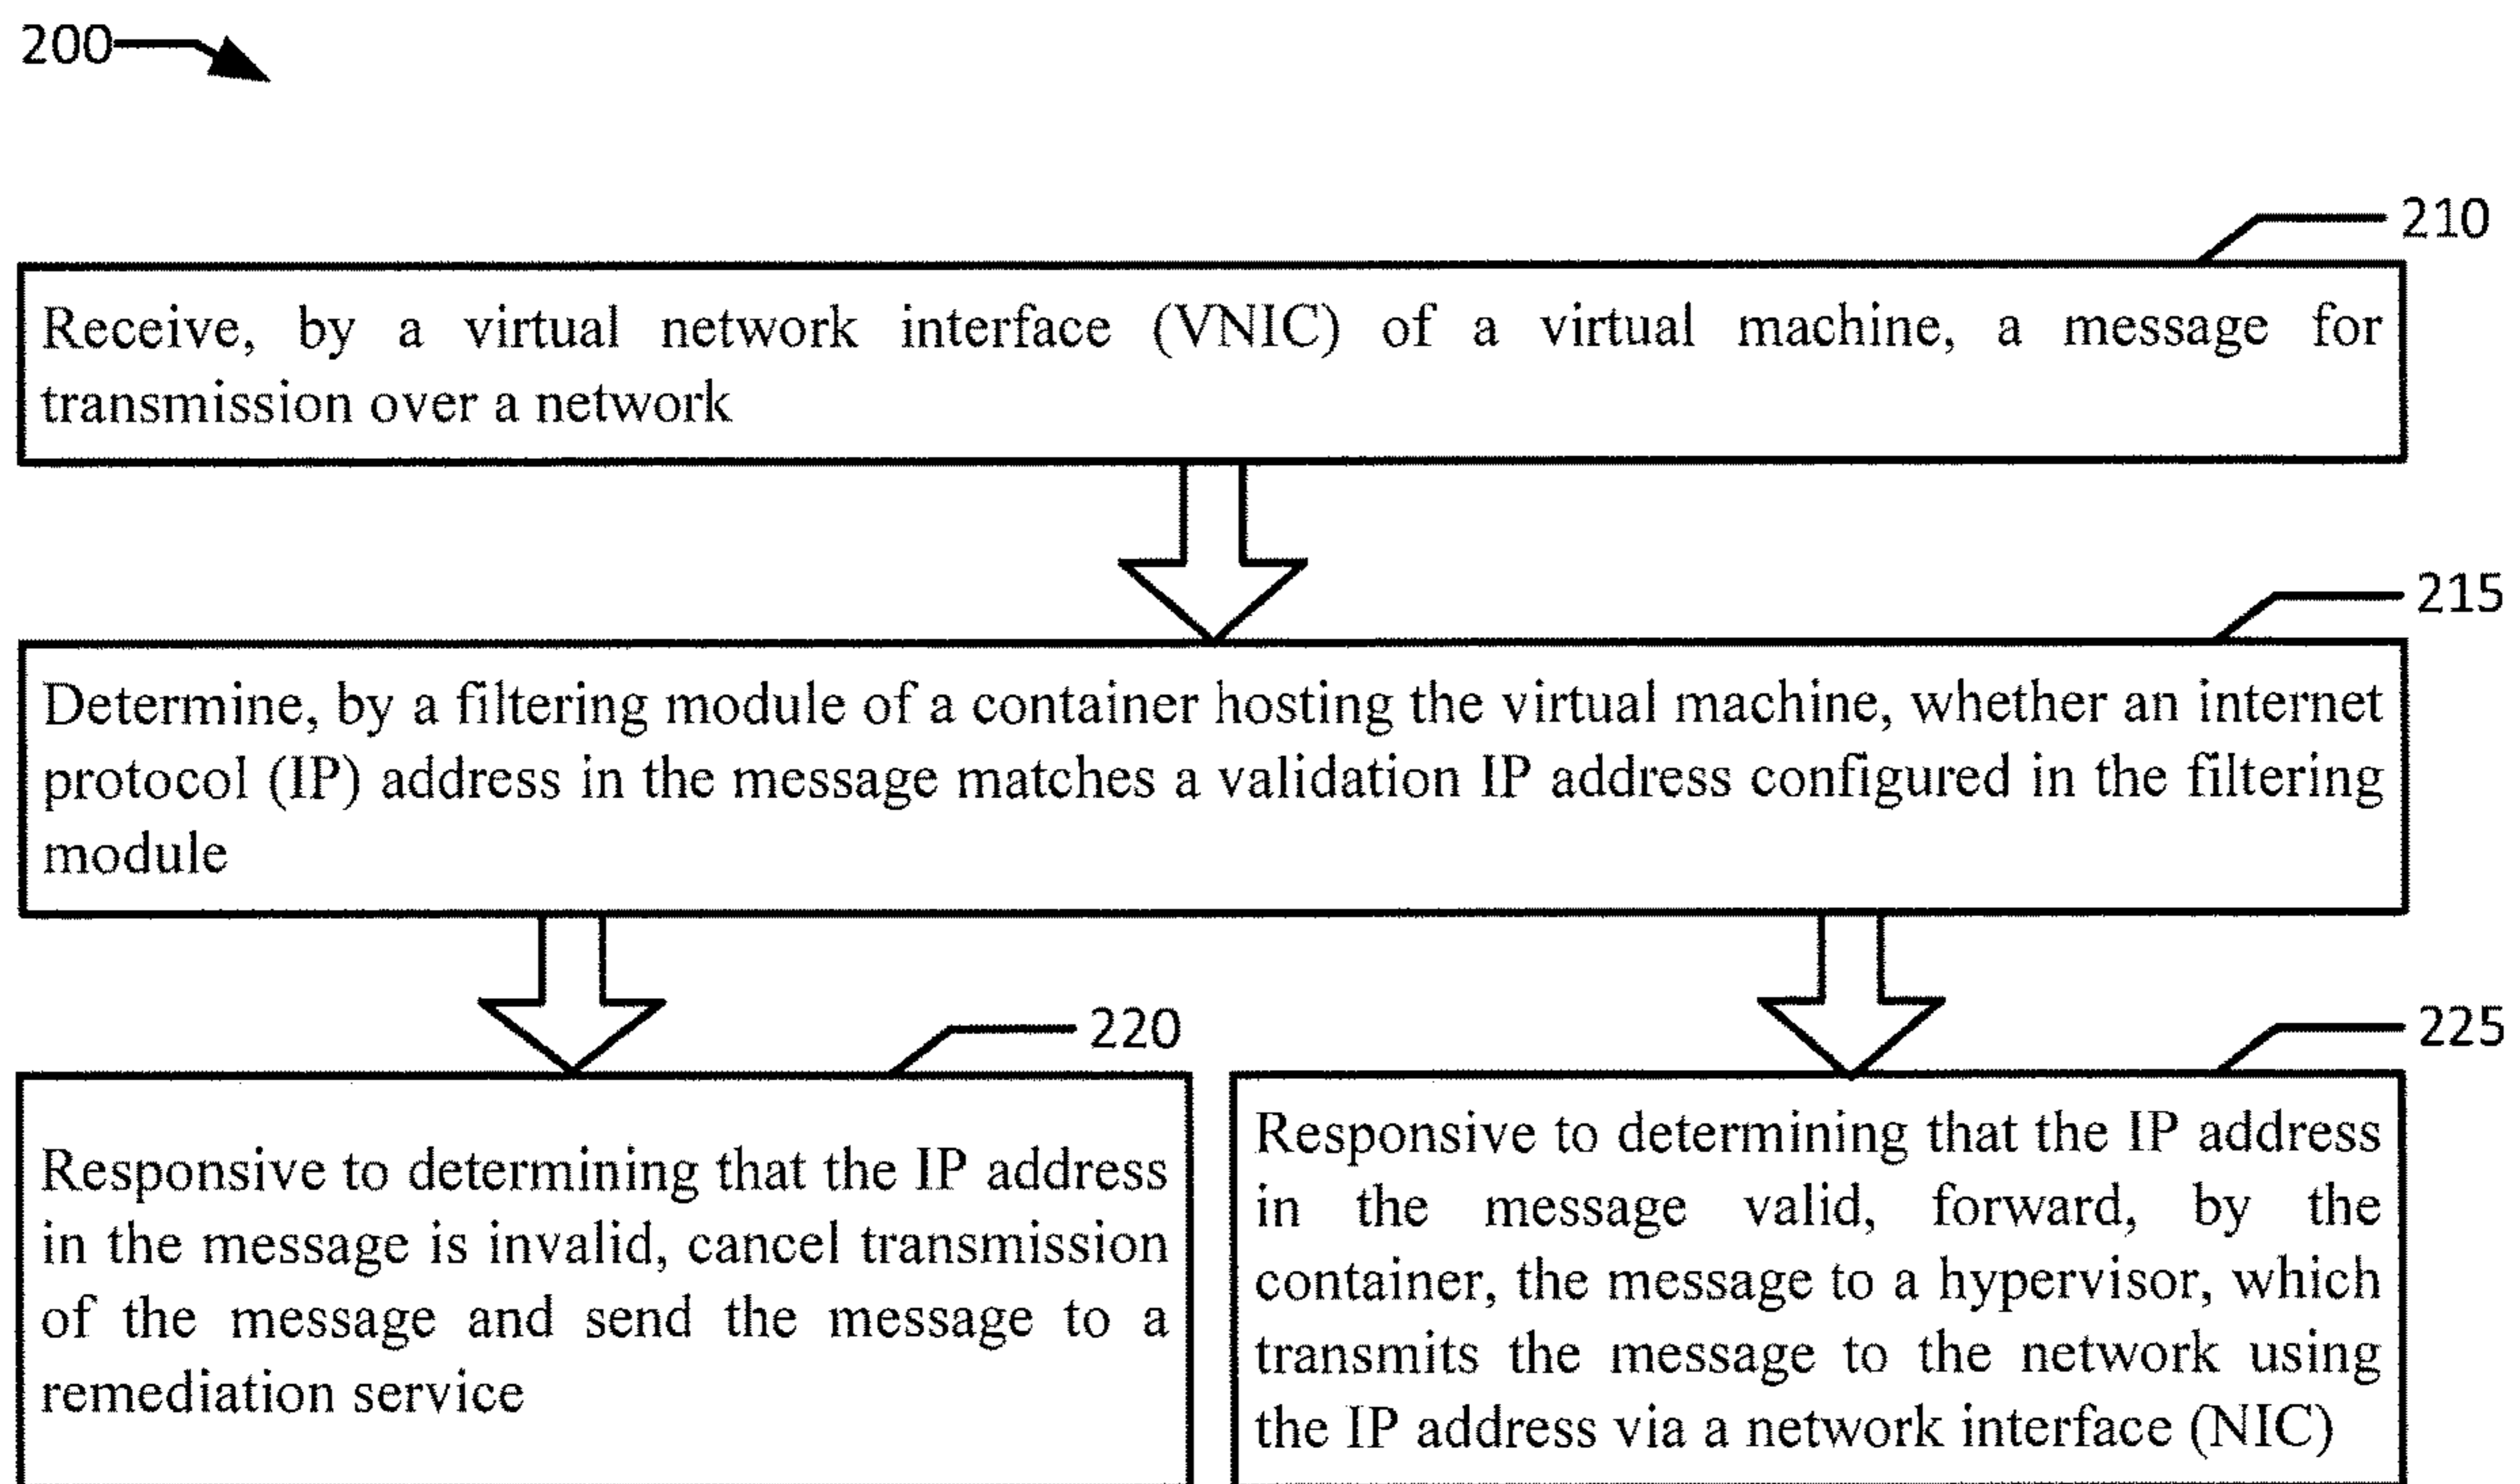 200
210
Receive, by a virtual network interface (VNIC) of a virtual machine, a message for
transmission over a network
215
Determine, by a filtering module of a container hosting the virtual machine, whether an internet
protocol (IP) address in the message matches a validation IP address configured in the filtering
module
220
Responsive to determining that the IP address
in the message is invalid, cancel transmission
of the message and send the message to a
remediation service
225
Responsive to determining that the IP address
in the message valid, forward, by the
container, the message to a hypervisor, which
transmits the message to the network using
the IP address via a network interface (NIC)